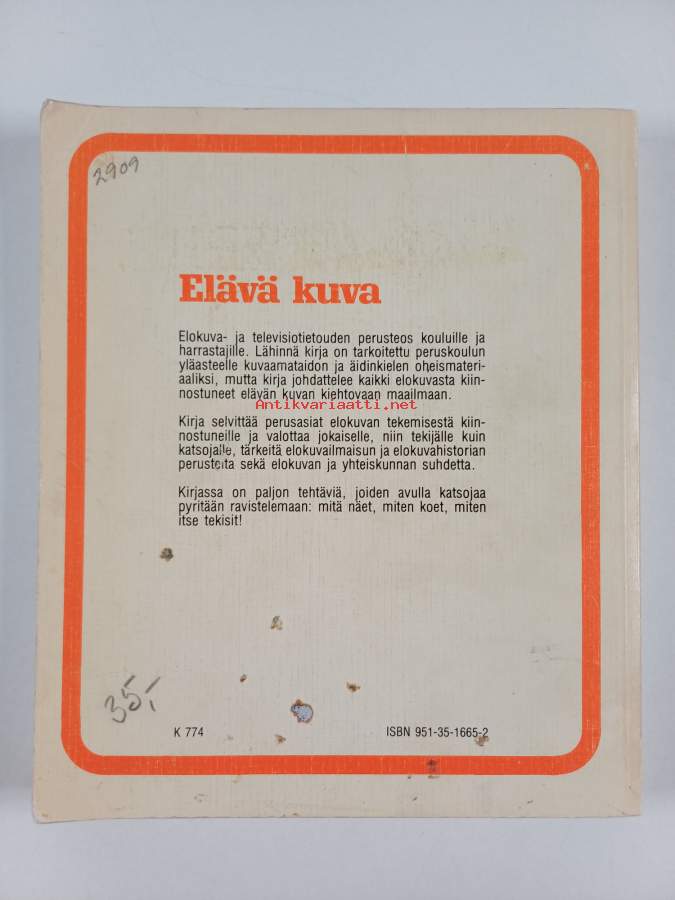 2909
Elävä kuva
Elokuva- ja televisiotietouden perusteos kouluille ja
harrastajille. Lähinnä kirja on tarkoitettu peruskoulun
yläasteelle kuvaamataidon ja äidinkielen oheismateri-
aaliksi, mutta kirja johdattelee kaikki elokuvasta kiin-
nostuneet elävän kuvan kiehtovaan maailmaan.
Antikvariaatti.net
Kirja selvittää perusasiat elokuvan tekemisestä kiin-
nostuneille ja valottaa jokaiselle, niin tekijälle kuin
katsojalle, tärkeitä elokuvailmaisun ja elokuvahistorian
perusteita sekä elokuvan ja yhteiskunnan suhdetta.
Kirjassa on paljon tehtäviä, joiden avulla katsojaa
pyritään ravistelemaan: mitä näet, miten koet, miten
itse tekisit!
35,-
K 774
ISBN 951-35-1665-2